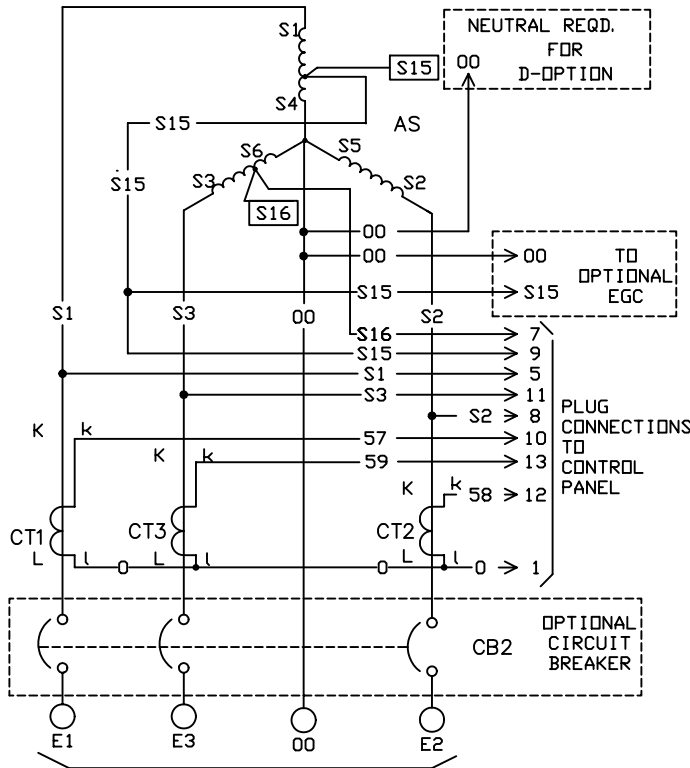 S1
NEUTRAL REQD.
FOR
D-OPTION
00
S15
S4
S15
AS
S6
S5
S15
S3
S2
S16
00
00
00
TO
OPTIONAL
EGC
S15
S15
S1
S3
00
S2
S16
7
S15
9
S1
5
S3
11
S2
8
K
k
57
10
PLUG
CONNECTIONS
TO
CONTROL
PANEL
K
k
59
13
K
k
58
12
CT1
CT3
CT2
L
l
L
l
L
l
0
0
0
1
OPTIONAL
CIRCUIT
BREAKER
CB2
E1
E3
00
E2